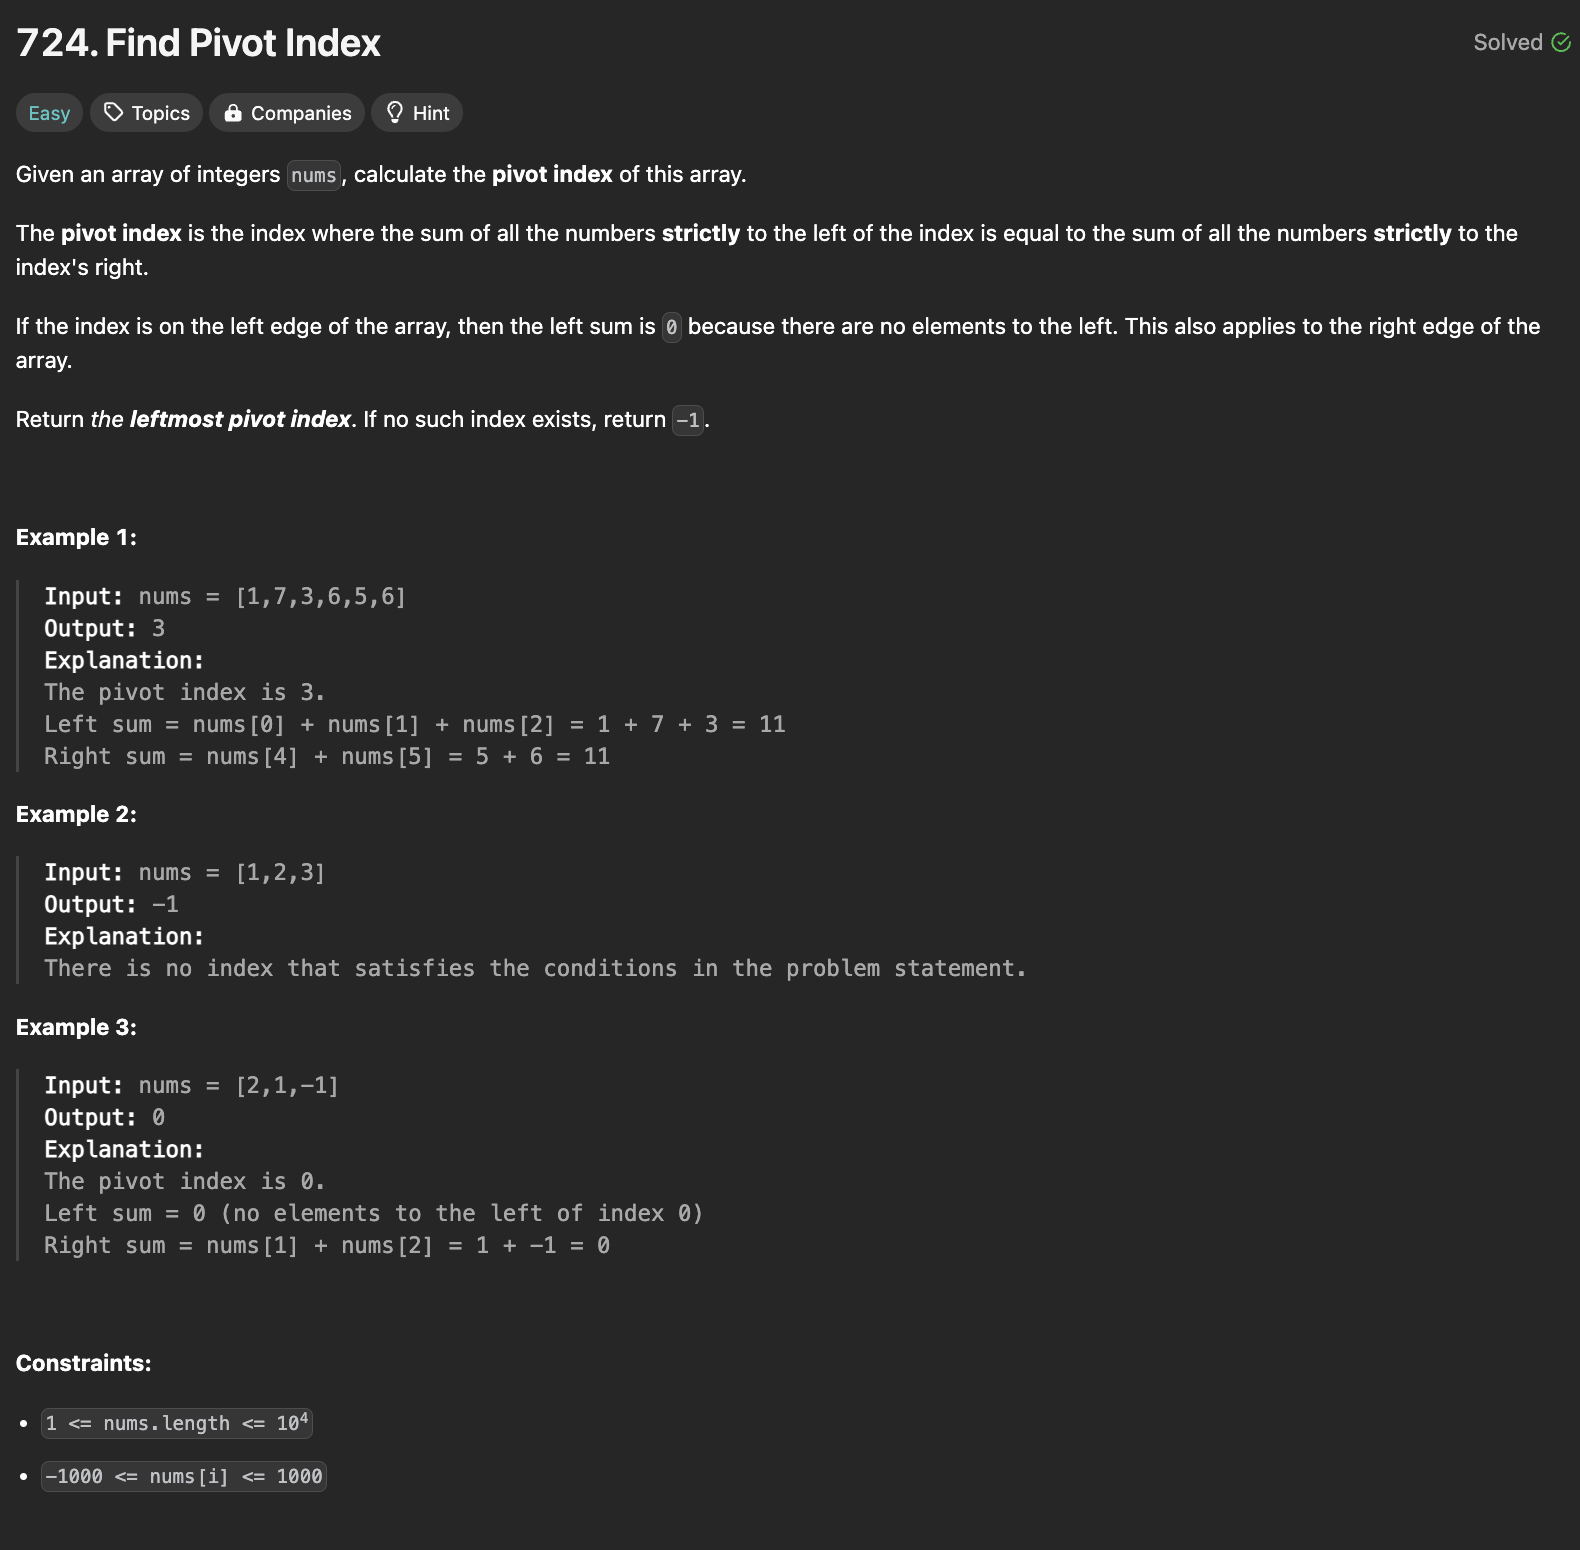 724. Find Pivot Index
Solved
Easy
Topics
Companies
Hint
Given an array of integers nums, calculate the pivot index of this array.
The pivot index is the index where the sum of all the numbers strictly to the left of the index is equal to the sum of all the numbers strictly to the
index's right.
If the index is on the left edge of the array, then the left sum is 0 because there are no elements to the left. This also applies to the right edge of the
array.
Return the leftmost pivot index. If no such index exists, return -1.
Example 1:
Input: nums = [1,7,3,6,5,6]
Output: 3
Explanation:
The pivot index is 3.
Left sum = nums[0] + nums[1] + nums[2] = 1 + 7 + 3 = 11
Right sum = nums[4] + nums[5] = 5 + 6 = 11
Example 2:
Input: nums = [1,2,3]
Output: -1
Explanation:
There is no index that satisfies the conditions in the problem statement.
Example 3:
Input: nums = [2,1,-1]
Output: 0
Explanation:
The pivot index is 0.
Left sum = 0 (no elements to the left of index 0)
Right sum = nums[1] + nums[2] = 1 + -1 = 0
Constraints:
• 1 <= nums.length <= 10⁴
• -1000 <= nums[i] <= 1000